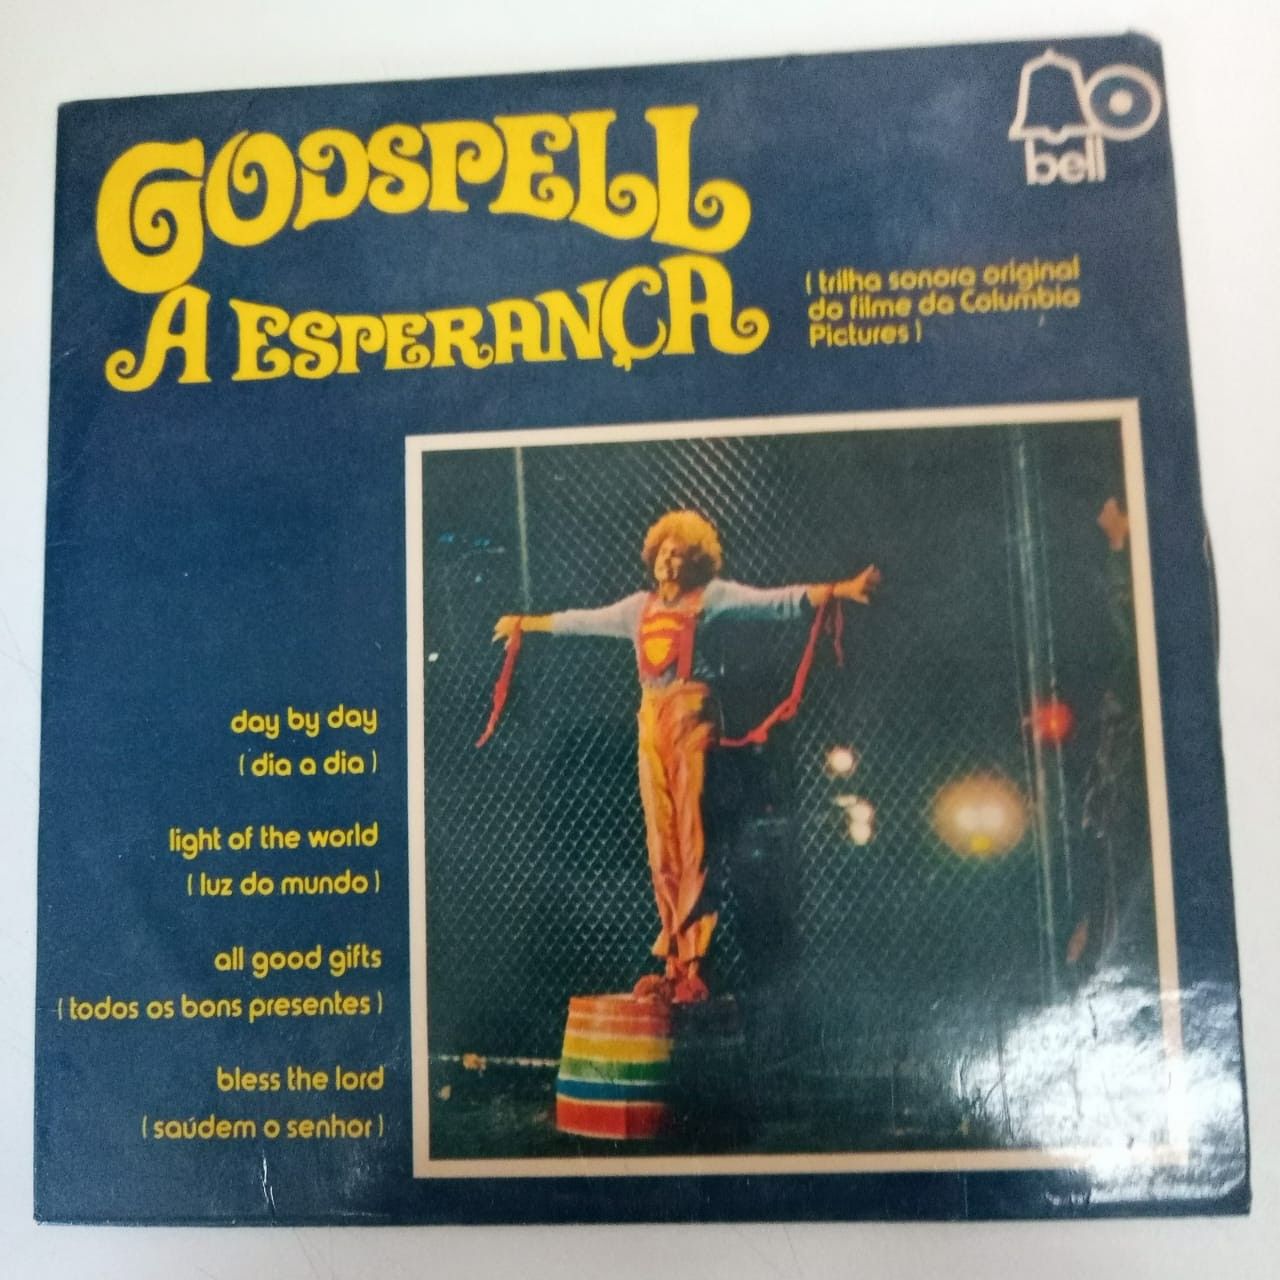 GODSPELL
A ESPERANÇA
bell
( trilha sonora original
do filme da Columbia
Pictures )
day by day
( dia a dia )
light of the world
( luz do mundo )
all good gifts
( todos os bons presentes )
bless the lord
( saúdem o senhor )